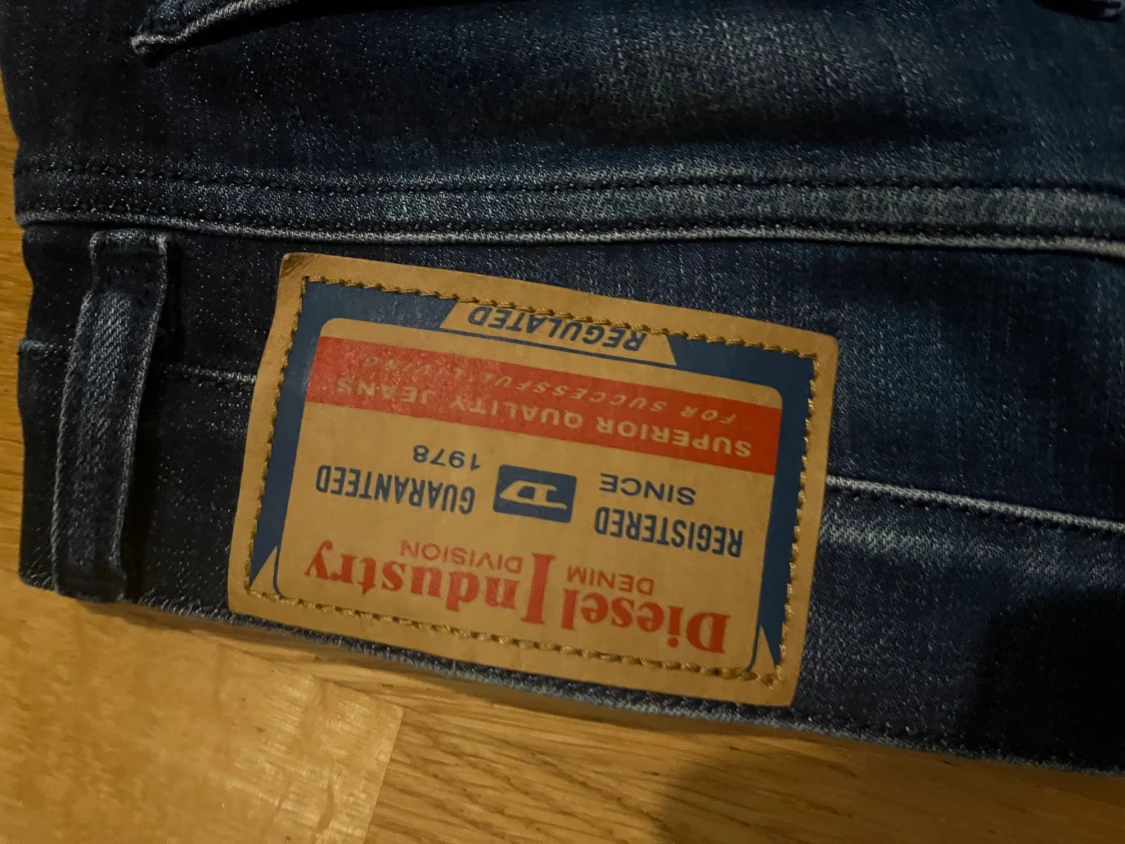 Diesel Industry
DENIM DIVISION
REGISTERED D GUARANTEED
SINCE 1978
SUPERIOR QUALITY JEANS
FOR SUCCESSFUL LIVING
REGULATED